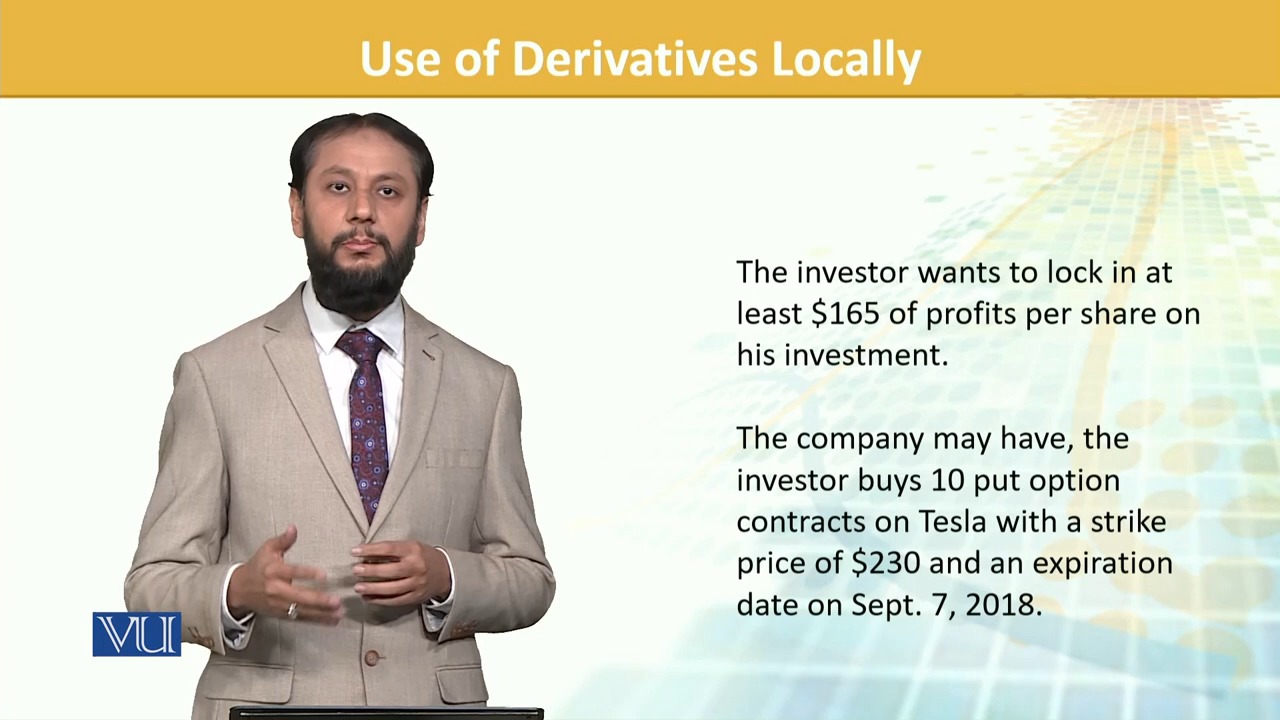 Use of Derivatives Locally
The investor wants to lock in at
least $165 of profits per share on
his investment.
The company may have, the
investor buys 10 put option
contracts on Tesla with a strike
price of $230 and an expiration
date on Sept. 7, 2018.
VU